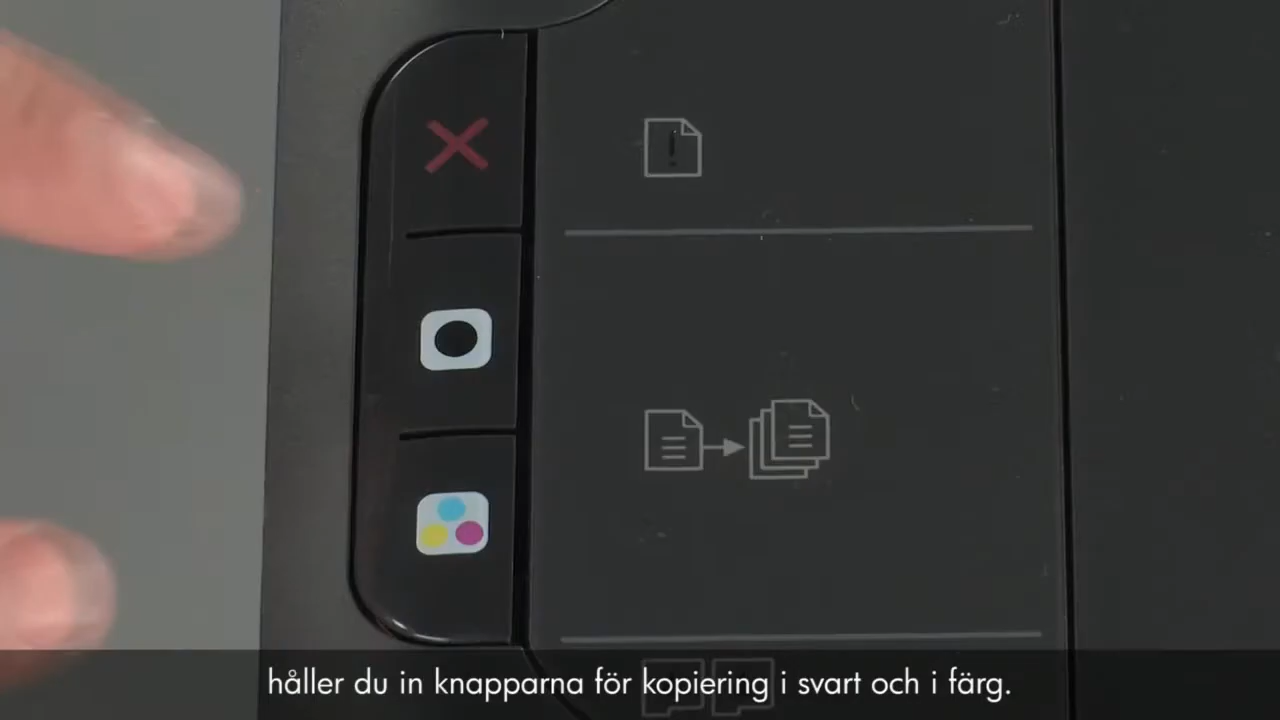 håller du in knapparna för kopiering i svart och i färg.